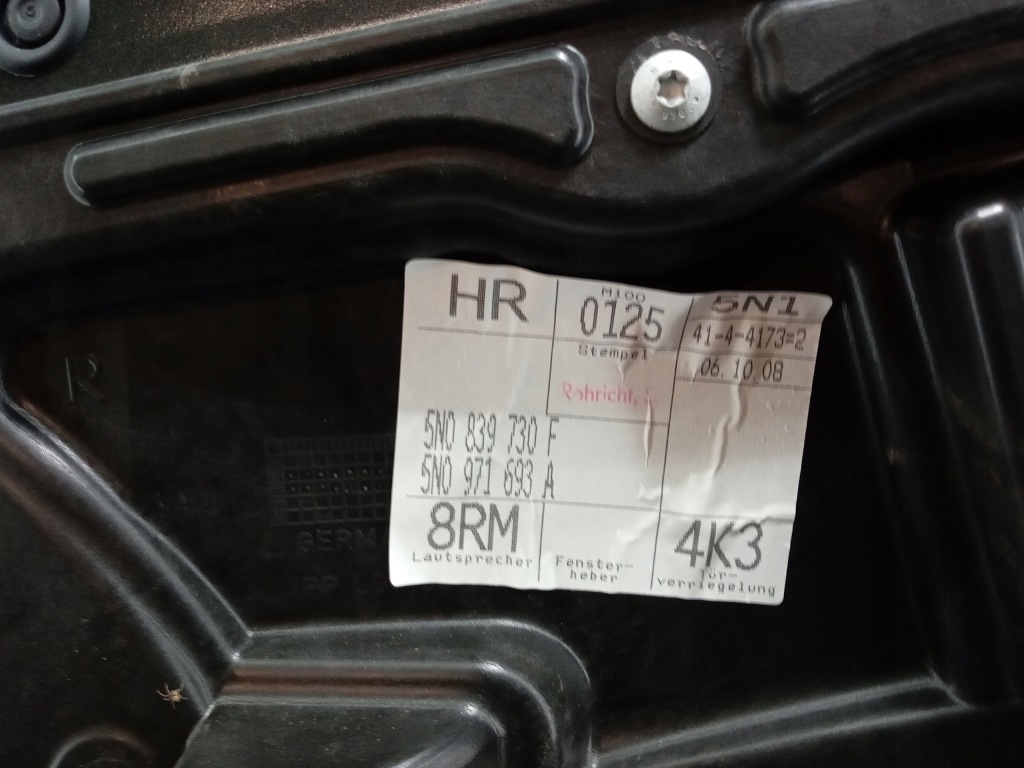 HR
M100
0125
Stempel
5N1
41-4-4173=2
06.10.08
5N0 839 730 F
5N0 971 693 A
8RM
Lautsprecher
Fenster-
heber
4K3
Tür-
verriegelung
R
GERM